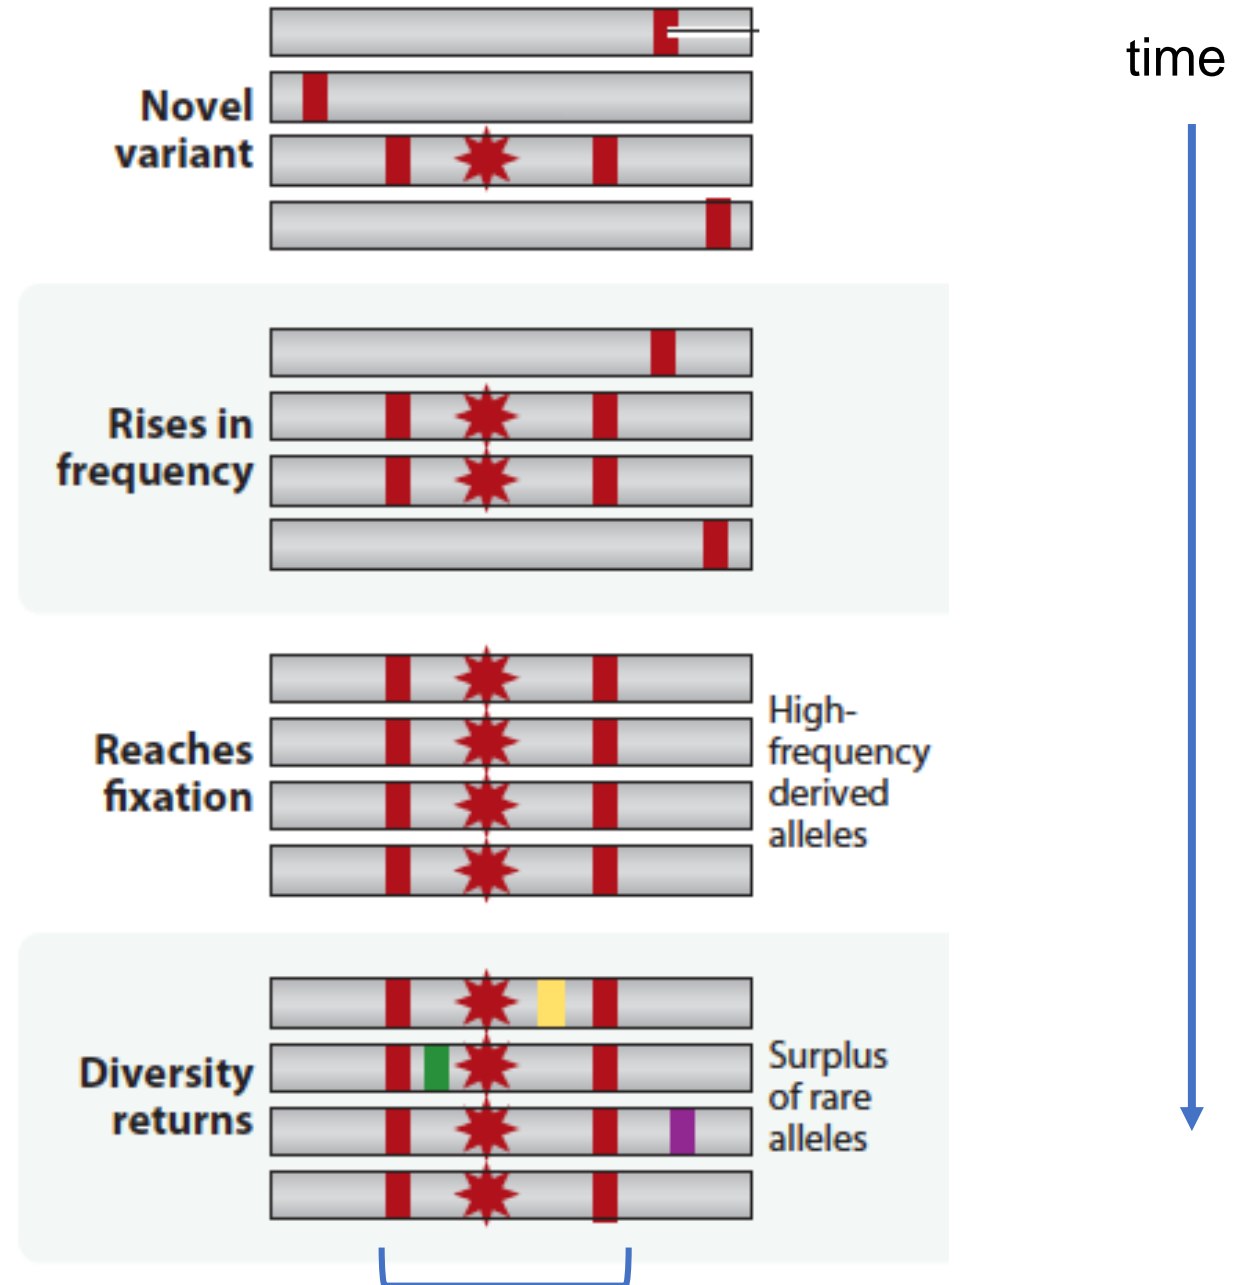 time
Novel
variant
Rises in
frequency
Reaches
fixation
High-
frequency
derived
alleles
Diversity
returns
Surplus
of rare
alleles